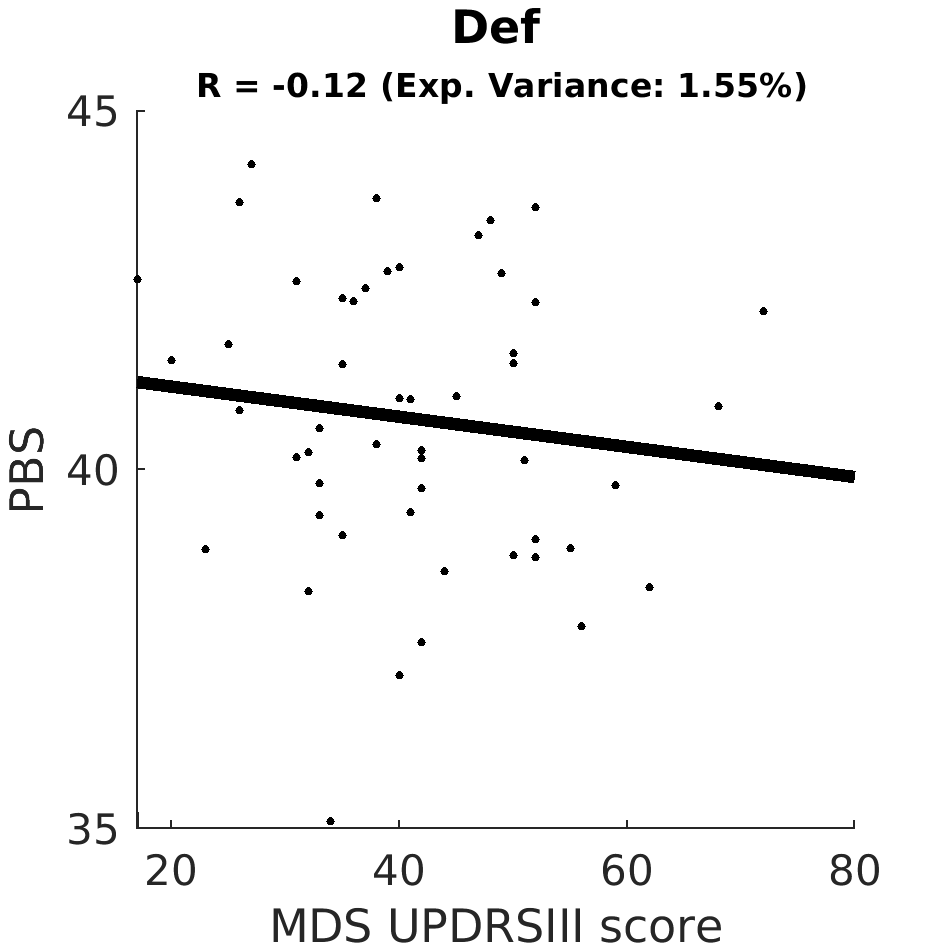 Def
R = -0.12 (Exp. Variance: 1.55%)
45
40
35
PBS
20 40 60 80
MDS UPDRSIII score